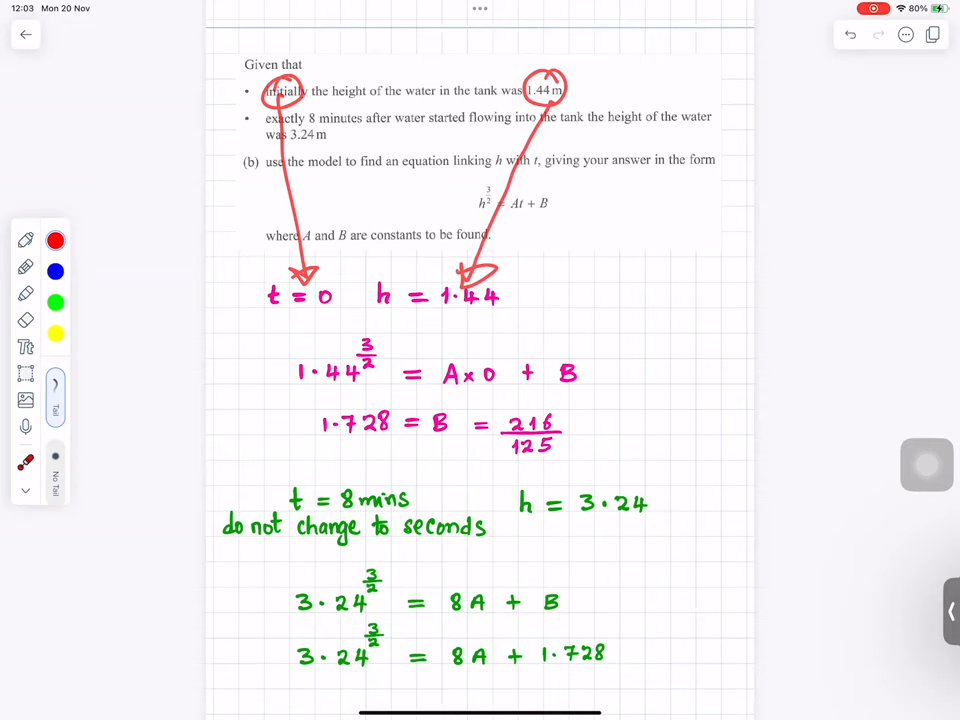 12:03 Mon 20 Nov
80%
Given that
• initially the height of the water in the tank was 1.44 m
• exactly 8 minutes after water started flowing into the tank the height of the water
was 3.24 m
(b) use the model to find an equation linking h with t, giving your answer in the form
h^{3/2} = At + B
where A and B are constants to be found.
t = 0 h = 1.44
1.44^{3/2} = A × 0 + B
1.728 = B = 216/125
t = 8 mins h = 3.24
do not change to seconds
3.24^{3/2} = 8A + B
3.24^{3/2} = 8A + 1.728
Tt
Tail
No Tail